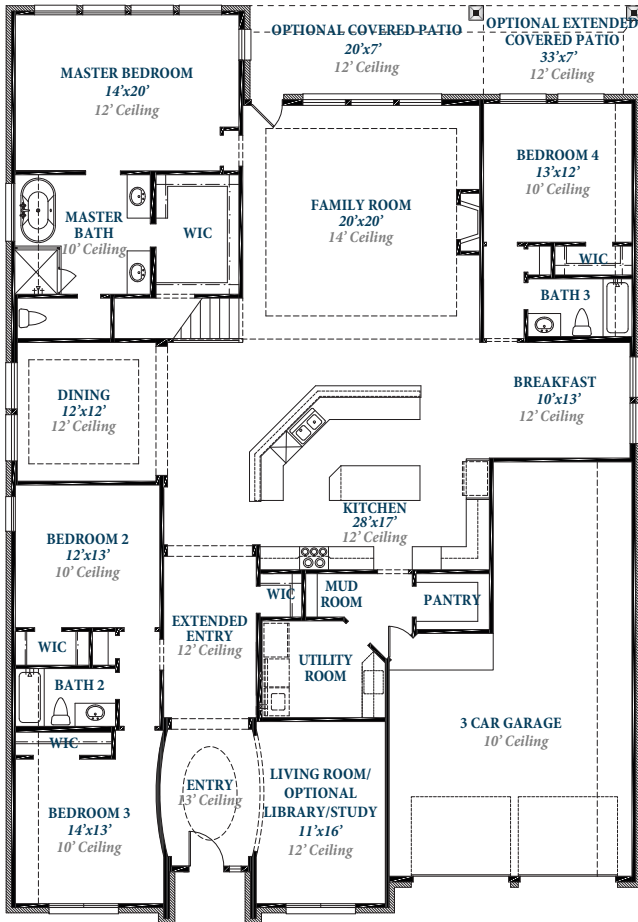 OPTIONAL COVERED PATIO
20'x7'
12' Ceiling
OPTIONAL EXTENDED
COVERED PATIO
33'x7'
12' Ceiling
MASTER BEDROOM
14'x20'
12' Ceiling
BEDROOM 4
13'x12'
10' Ceiling
FAMILY ROOM
20'x20'
14' Ceiling
MASTER
BATH
10' Ceiling
WIC
WIC
BATH 3
DINING
12'x12'
12' Ceiling
BREAKFAST
10'x13'
12' Ceiling
KITCHEN
28'x17'
12' Ceiling
BEDROOM 2
12'x13'
10' Ceiling
WIC
MUD
ROOM
PANTRY
EXTENDED
ENTRY
12' Ceiling
WIC
UTILITY
ROOM
BATH 2
3 CAR GARAGE
10' Ceiling
WIC
ENTRY
13' Ceiling
LIVING ROOM/
OPTIONAL
LIBRARY/STUDY
11'x16'
12' Ceiling
BEDROOM 3
14'x13'
10' Ceiling